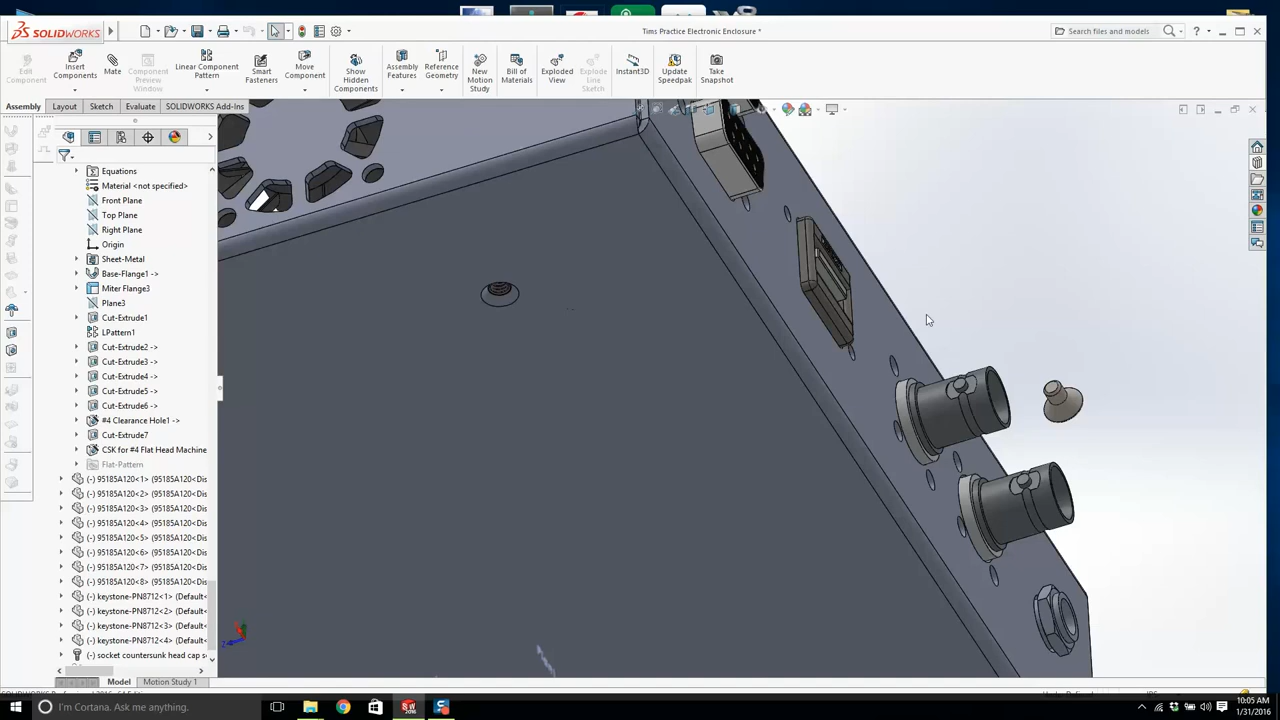 SOLIDWORKS
Tims Practice Electronic Enclosure *
Search files and models
Edit Component
Insert Components
Mate
Component Preview Window
Linear Component Pattern
Smart Fasteners
Move Component
Show Hidden Components
Assembly Features
Reference Geometry
New Motion Study
Bill of Materials
Exploded View
Explode Line Sketch
Instant3D
Update Speedpak
Take Snapshot
Assembly
Layout
Sketch
Evaluate
SOLIDWORKS Add-Ins
Equations
Material <not specified>
Front Plane
Top Plane
Right Plane
Origin
Sheet-Metal
Base-Flange1 ->
Miter Flange3
Plane3
Cut-Extrude1
LPattern1
Cut-Extrude2 ->
Cut-Extrude3 ->
Cut-Extrude4 ->
Cut-Extrude5 ->
Cut-Extrude6 ->
#4 Clearance Hole1 ->
Cut-Extrude7
CSK for #4 Flat Head Machine
Flat-Pattern
(-) 95185A120<1> (95185A120<Dis
(-) 95185A120<2> (95185A120<Dis
(-) 95185A120<3> (95185A120<Dis
(-) 95185A120<4> (95185A120<Dis
(-) 95185A120<5> (95185A120<Dis
(-) 95185A120<6> (95185A120<Dis
(-) 95185A120<7> (95185A120<Dis
(-) 95185A120<8> (95185A120<Dis
(-) keystone-PN8712<1> (Default<
(-) keystone-PN8712<2> (Default<
(-) keystone-PN8712<3> (Default<
(-) keystone-PN8712<4> (Default<
(-) socket countersunk head cap s
Model
Motion Study 1
I'm Cortana. Ask me anything.
10:05 AM
1/31/2016